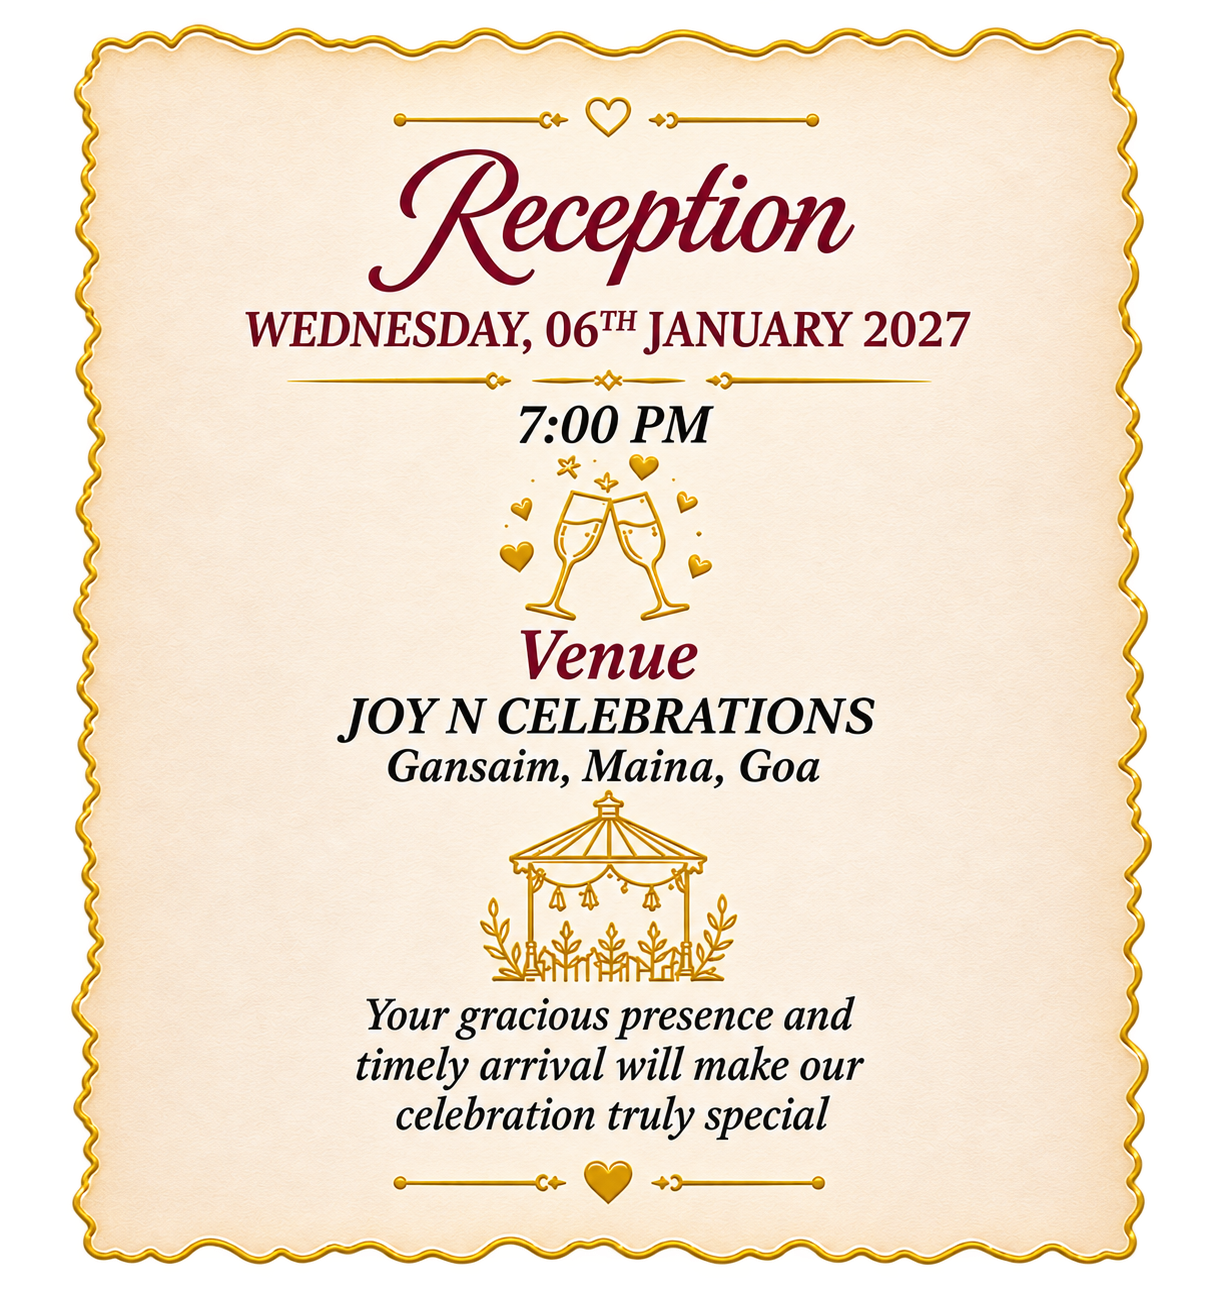 Reception
WEDNESDAY, 06TH JANUARY 2027
7:00 PM
Venue
JOY N CELEBRATIONS
Gansaim, Maina, Goa
Your gracious presence and
timely arrival will make our
celebration truly special